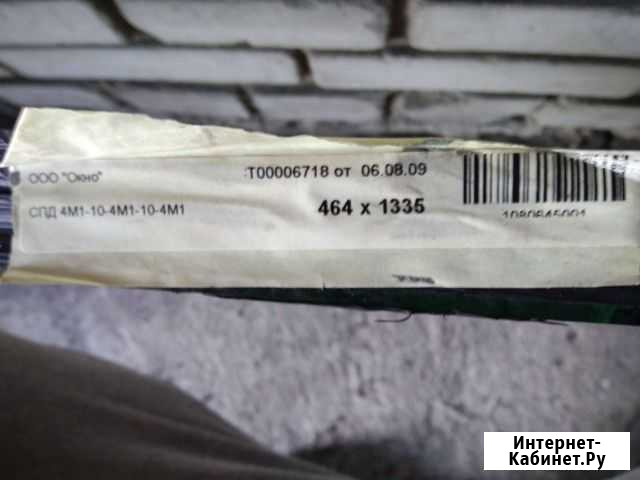 ООО "Окно"
Т00006718 от 06.08.09
СПД 4М1-10-4М1-10-4М1
464 x 1335
Интернет-
Кабинет.Ру